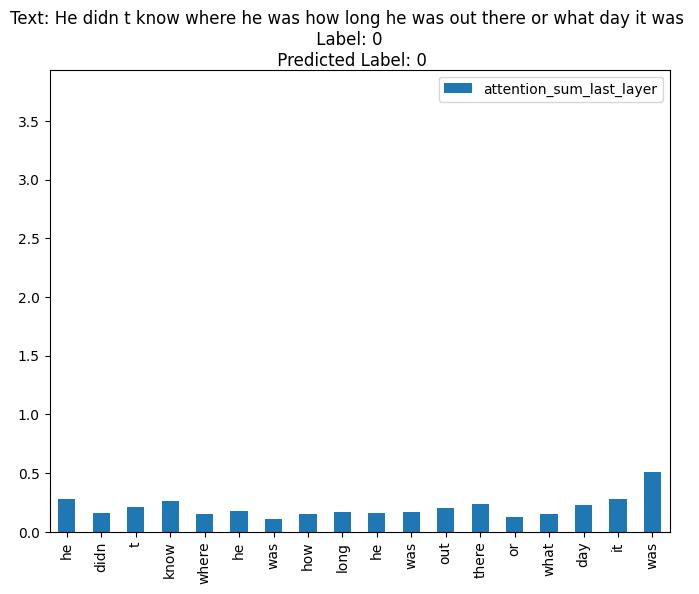 Text: He didn t know where he was how long he was out there or what day it was
Label: 0
Predicted Label: 0
attention_sum_last_layer
3.5
3.0
2.5
2.0
1.5
1.0
0.5
0.0
he
didn
t
know
where
he
was
how
long
he
was
out
there
or
what
day
it
was